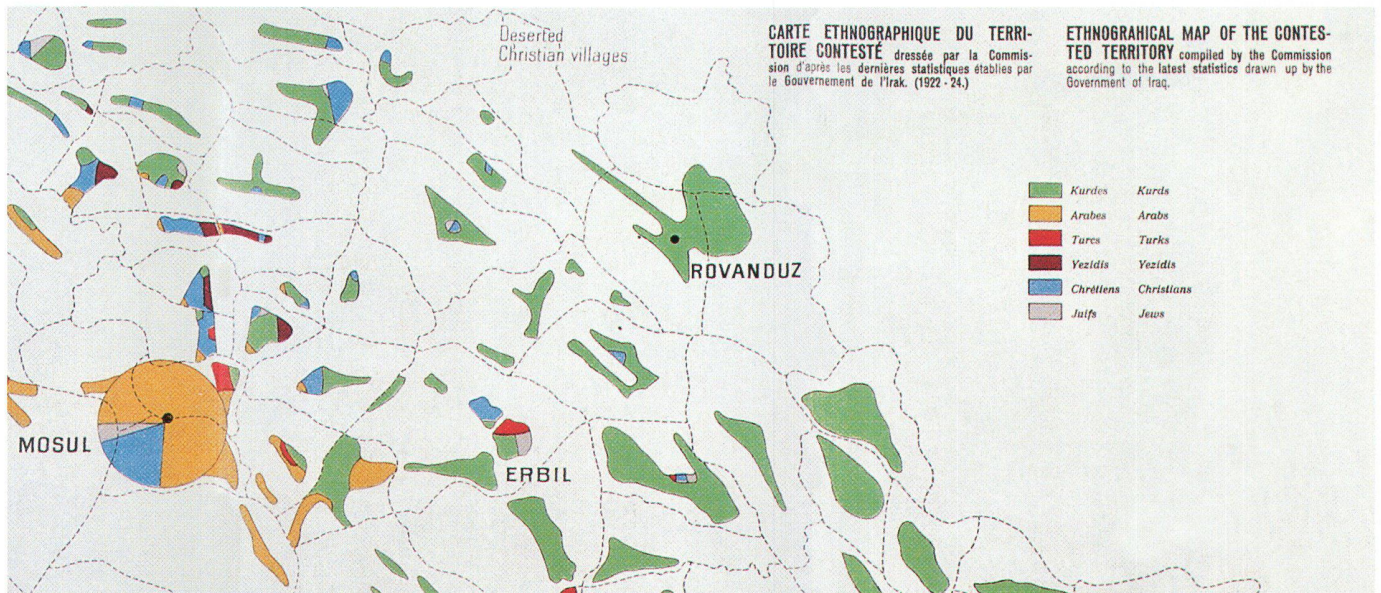 Deserted
Christian villages
CARTE ETHNOGRAPHIQUE DU TERRI-
TOIRE CONTESTÉ dressée par la Commis-
sion d'après les dernières statistiques établies par
le Gouvernement de l'Irak. (1922-24.)
ETHNOGRAHICAL MAP OF THE CONTES-
TED TERRITORY compiled by the Commission
according to the latest statistics drawn up by the
Government of Iraq.
Kurdes Kurds
Arabes Arabs
Turcs Turks
Yezidis Yezidis
Chrétiens Christians
Juifs Jews
ROVANDUZ
MOSUL
ERBIL